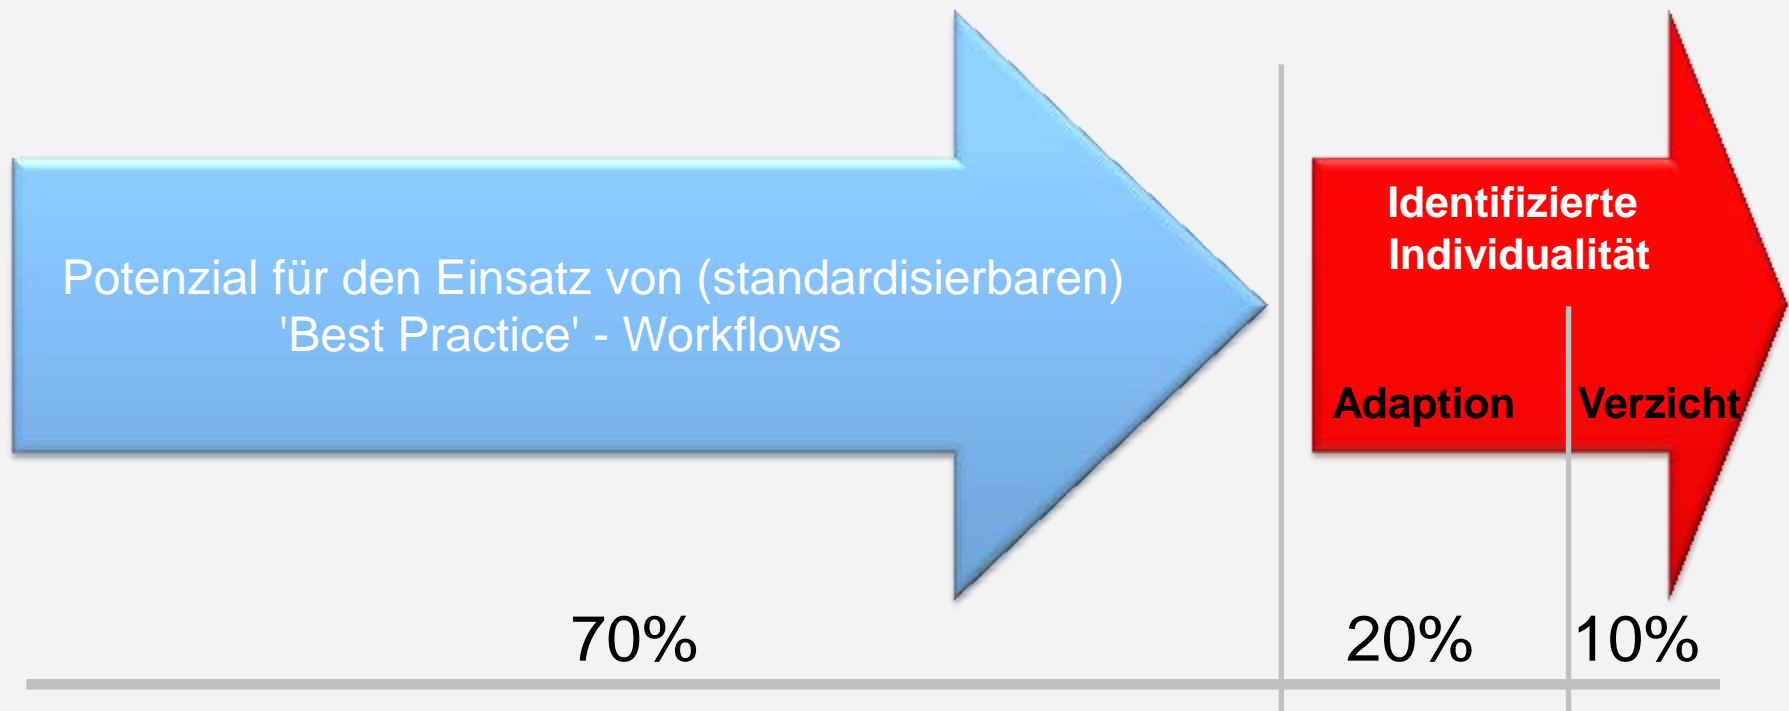 Potenzial für den Einsatz von (standardisierbaren)
'Best Practice' - Workflows
Identifizierte
Individualität
Adaption Verzicht
70% 20% 10%